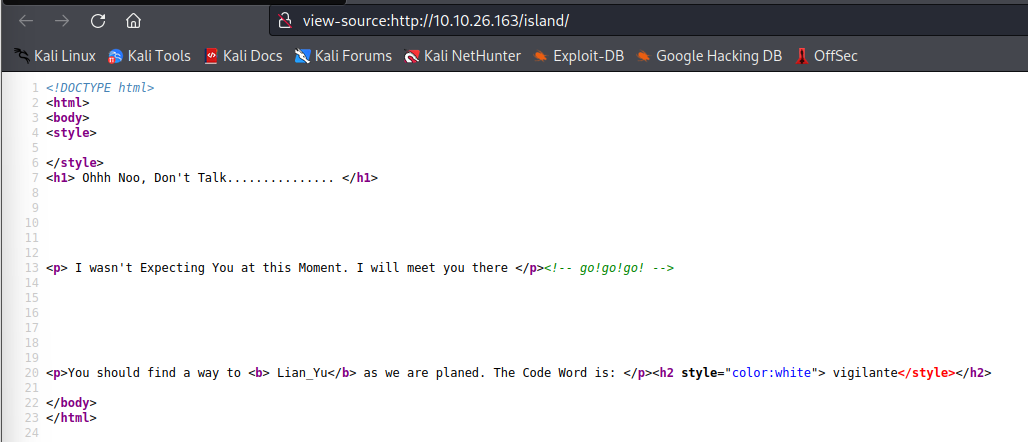 view-source:http://10.10.26.163/island/
Kali Linux Kali Tools Kali Docs Kali Forums Kali NetHunter Exploit-DB Google Hacking DB OffSec
1 <!DOCTYPE html>
2 <html>
3 <body>
4 <style>
5
6 </style>
7 <h1> Ohhh Noo, Don't Talk............... </h1>
8
9
10
11
12
13 <p> I wasn't Expecting You at this Moment. I will meet you there </p><!-- go!go!go! -->
14
15
16
17
18
19
20 <p>You should find a way to <b> Lian_Yu</b> as we are planed. The Code Word is: </p><h2 style="color:white"> vigilante</style></h2>
21
22 </body>
23 </html>
24